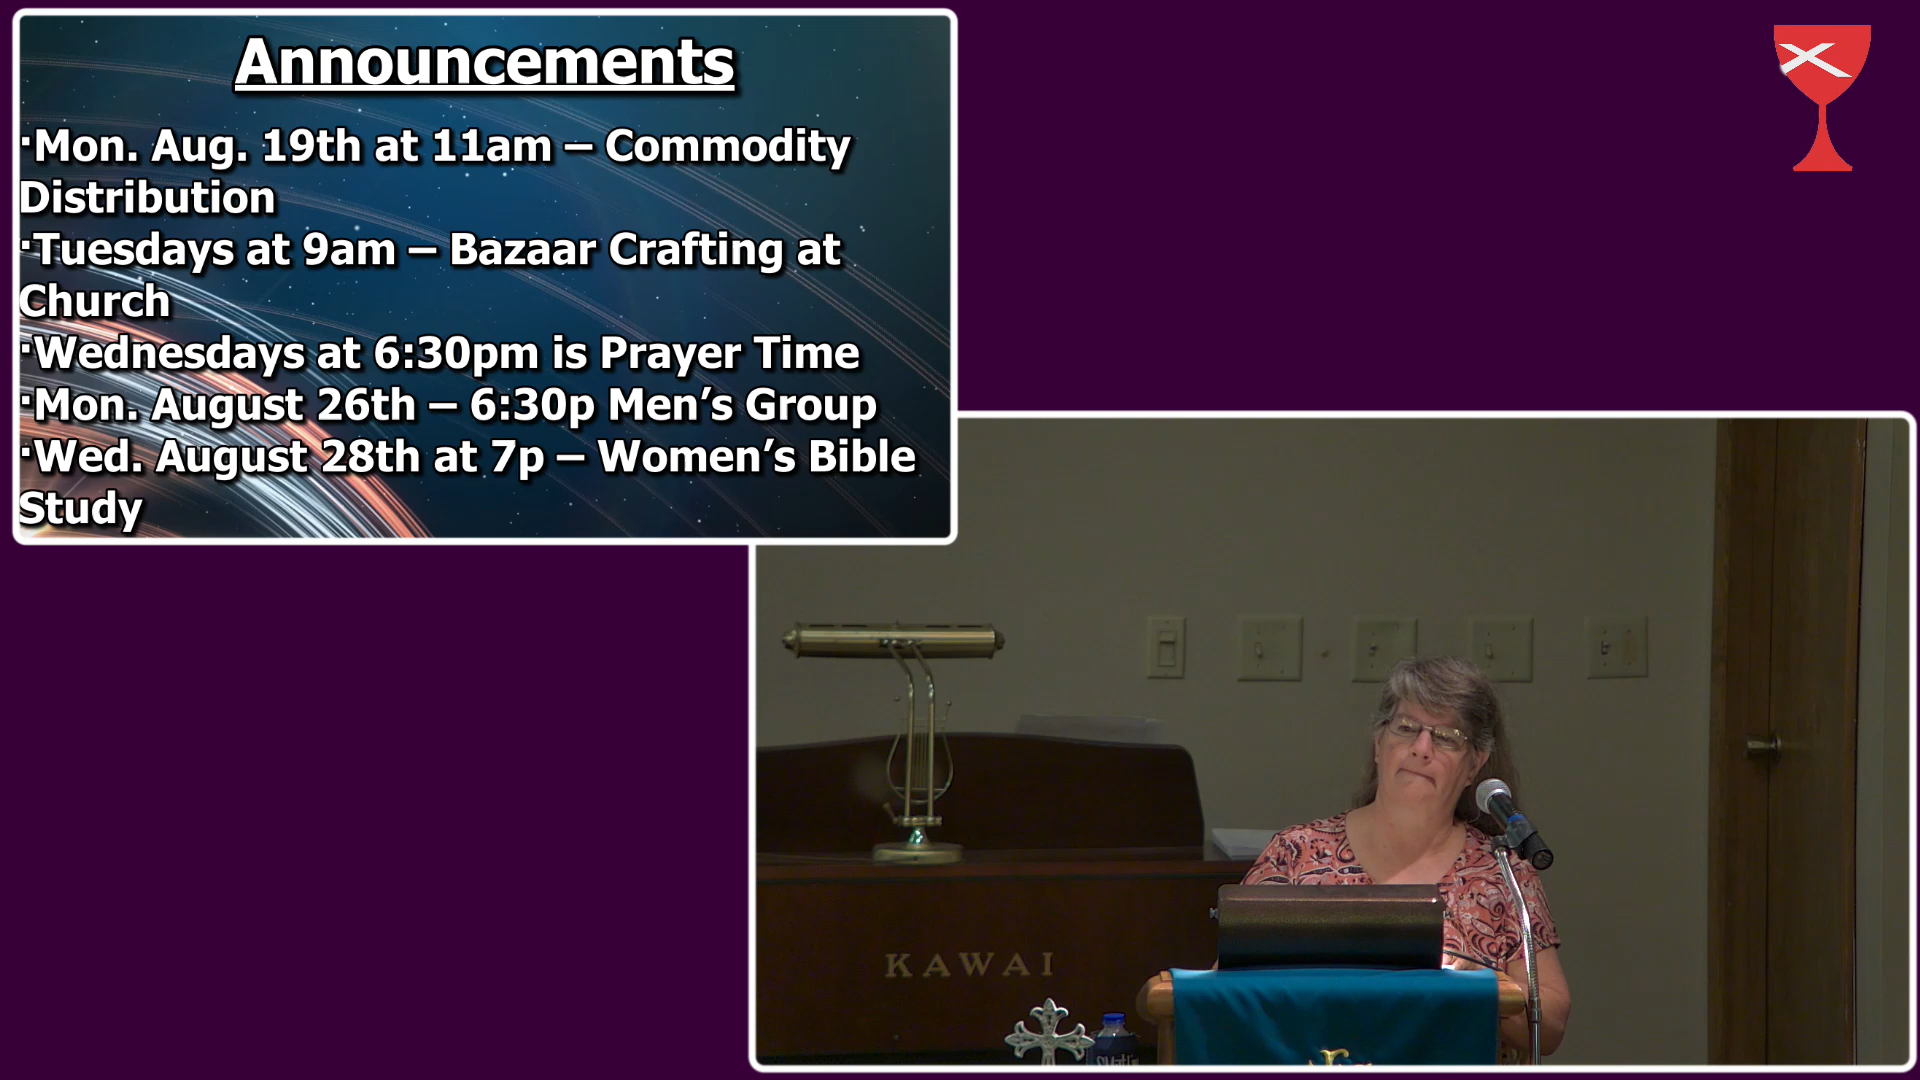 Announcements
·Mon. Aug. 19th at 11am – Commodity
Distribution
·Tuesdays at 9am – Bazaar Crafting at
Church
·Wednesdays at 6:30pm is Prayer Time
·Mon. August 26th – 6:30p Men’s Group
·Wed. August 28th at 7p – Women’s Bible
Study
KAWAI